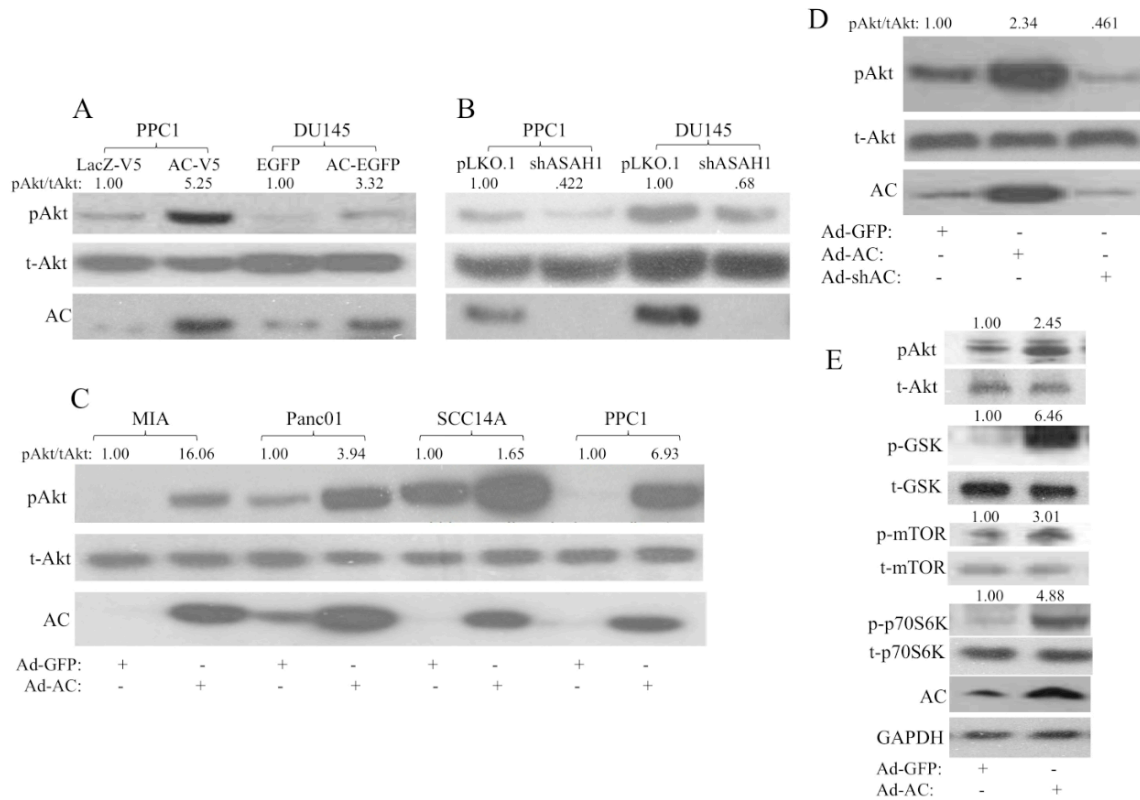 A
PPC1 DU145
LacZ-V5 AC-V5 EGFP AC-EGFP
pAkt/tAkt: 1.00 5.25 1.00 3.32
pAkt
t-Akt
AC
B
PPC1 DU145
pLKO.1 shASAH1 pLKO.1 shASAH1
1.00 .422 1.00 .68
C
MIA Panc01 SCC14A PPC1
pAkt/tAkt: 1.00 16.06 1.00 3.94 1.00 1.65 1.00 6.93
pAkt
t-Akt
AC
Ad-GFP: + - + - + - + -
Ad-AC: - + - + - + - +
D
pAkt/tAkt: 1.00 2.34 .461
pAkt
t-Akt
AC
Ad-GFP: + - -
Ad-AC: - + -
Ad-shAC: - - +
E
1.00 2.45
pAkt
t-Akt
1.00 6.46
p-GSK
t-GSK
1.00 3.01
p-mTOR
t-mTOR
1.00 4.88
p-p70S6K
t-p70S6K
AC
GAPDH
Ad-GFP: + -
Ad-AC: - +